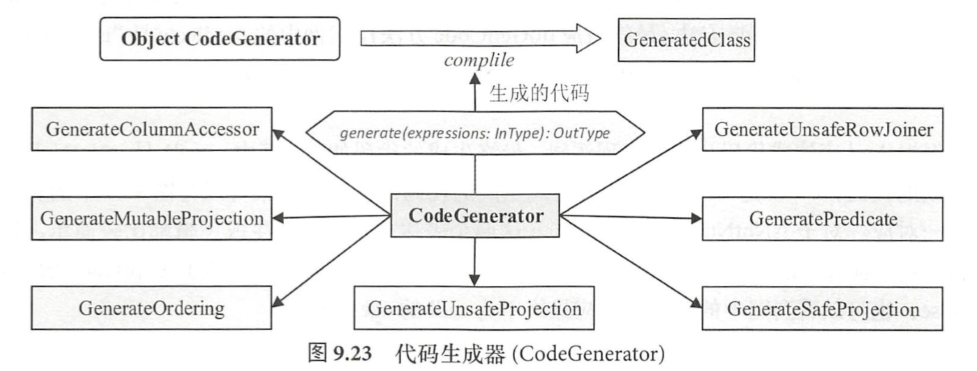 Object CodeGenerator
GeneratedClass
complile
生成的代码
GenerateColumnAccessor
generate(expressions: InType): OutType
GenerateUnsafeRowJoiner
GenerateMutableProjection
CodeGenerator
GeneratePredicate
GenerateOrdering
GenerateUnsafeProjection
GenerateSafeProjection
图 9.23 代码生成器 (CodeGenerator)